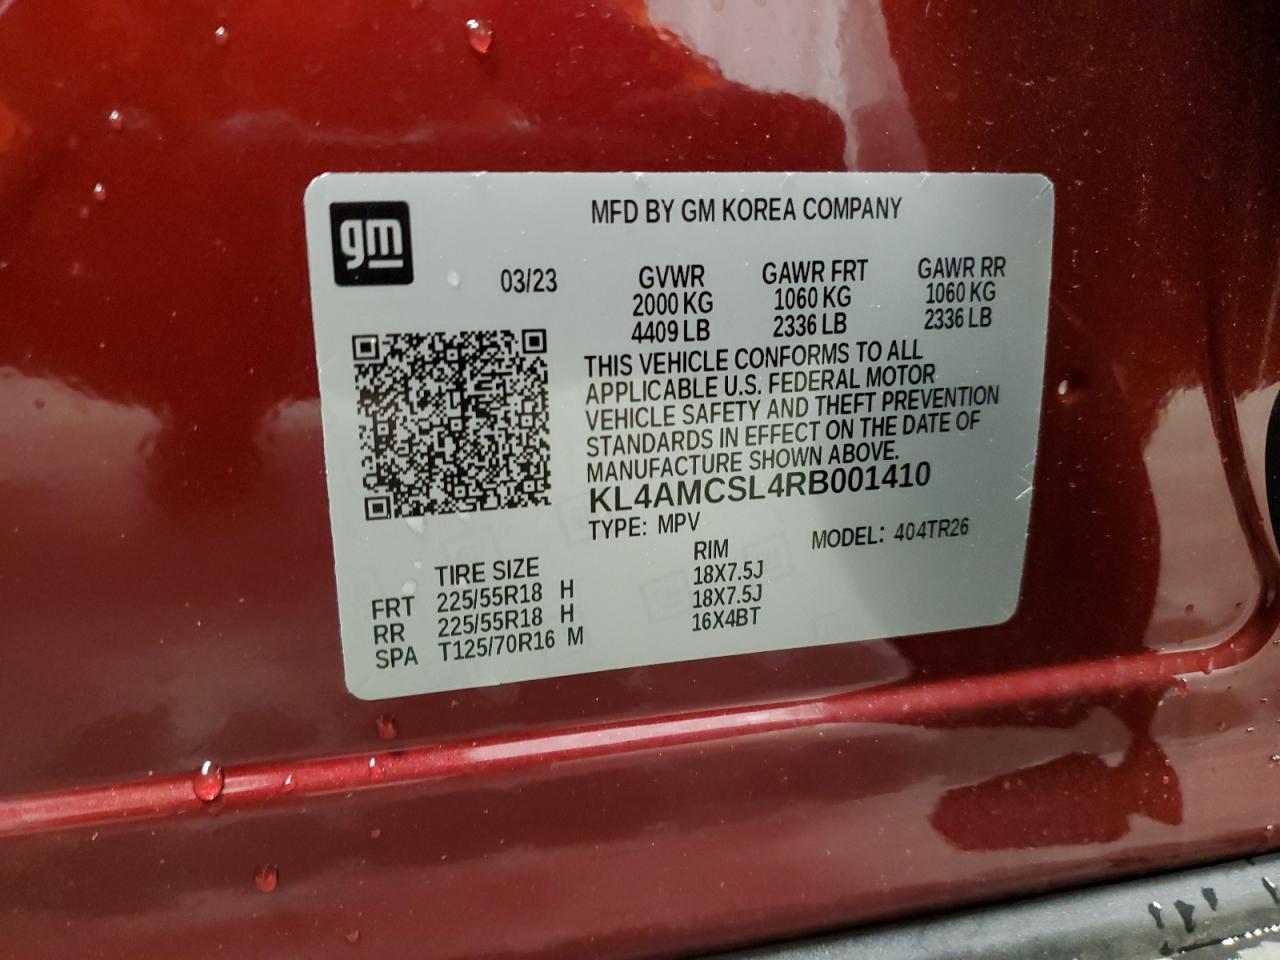 gm
MFD BY GM KOREA COMPANY
03/23
GVWR GAWR FRT GAWR RR
2000 KG 1060 KG 1060 KG
4409 LB 2336 LB 2336 LB
THIS VEHICLE CONFORMS TO ALL
APPLICABLE U.S. FEDERAL MOTOR
VEHICLE SAFETY AND THEFT PREVENTION
STANDARDS IN EFFECT ON THE DATE OF
MANUFACTURE SHOWN ABOVE.
KL4AMCSL4RB001410
TYPE: MPV MODEL: 404TR26
TIRE SIZE RIM
FRT 225/55R18 H 18X7.5J
RR 225/55R18 H 18X7.5J
SPA T125/70R16 M 16X4BT